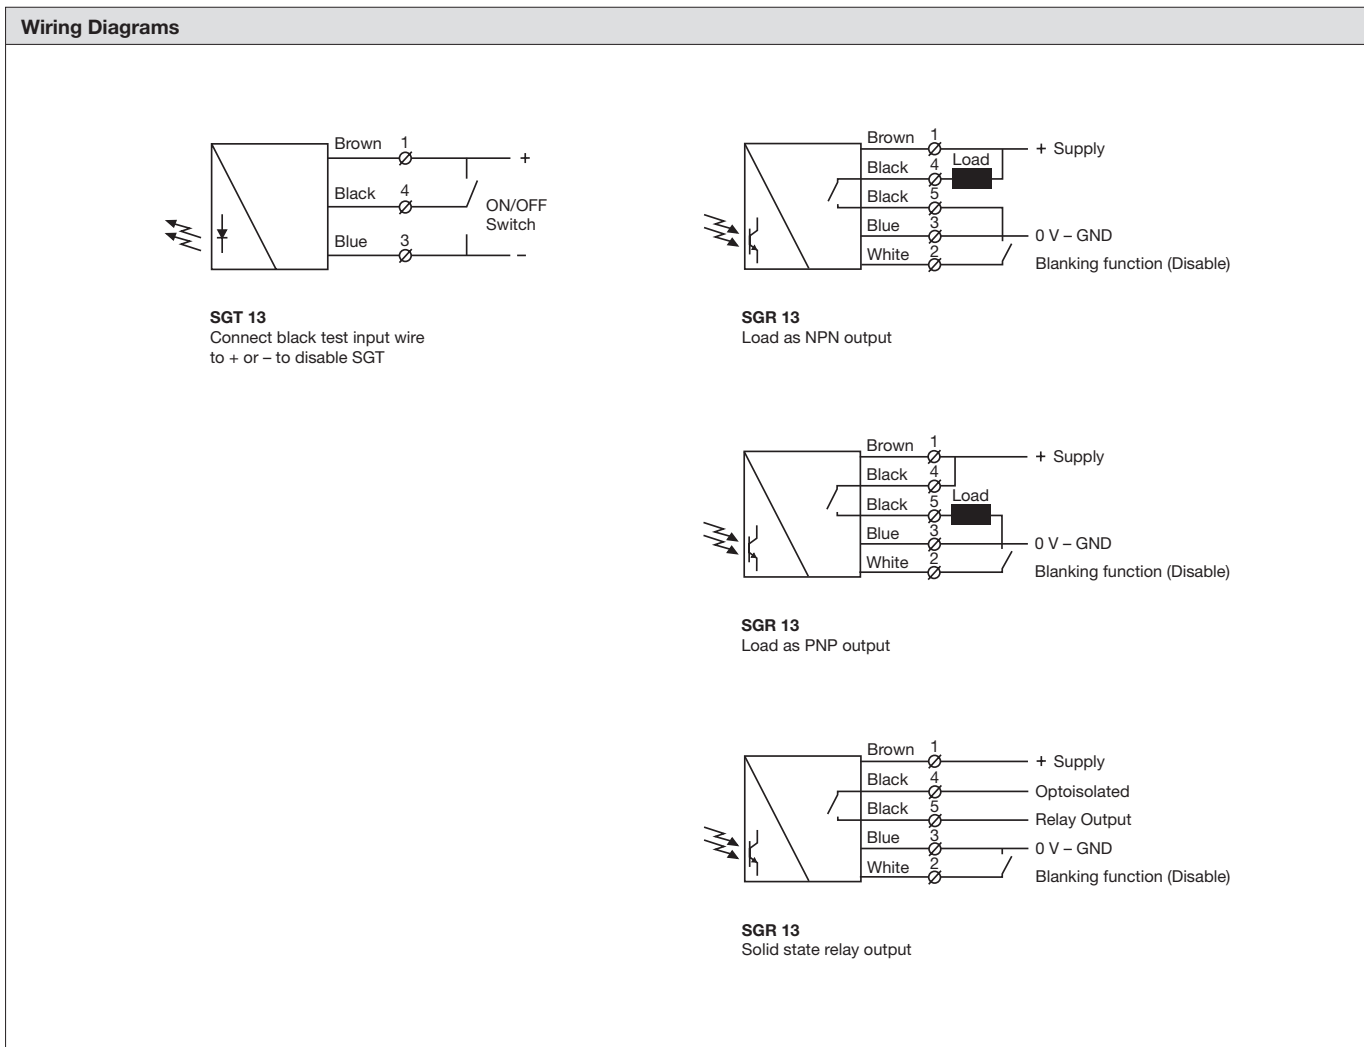 Wiring Diagrams
Brown 1
+
Black 4
ON/OFF
Switch
Blue 3
–
SGT 13
Connect black test input wire
to + or – to disable SGT
Brown 1
+ Supply
Black 4 Load
Black 5
Blue 3
0 V – GND
White 2
Blanking function (Disable)
SGR 13
Load as NPN output
Brown 1
+ Supply
Black 4
Black 5 Load
Blue 3
0 V – GND
White 2
Blanking function (Disable)
SGR 13
Load as PNP output
Brown 1
+ Supply
Black 4
Optoisolated
Black 5
Relay Output
Blue 3
0 V – GND
White 2
Blanking function (Disable)
SGR 13
Solid state relay output